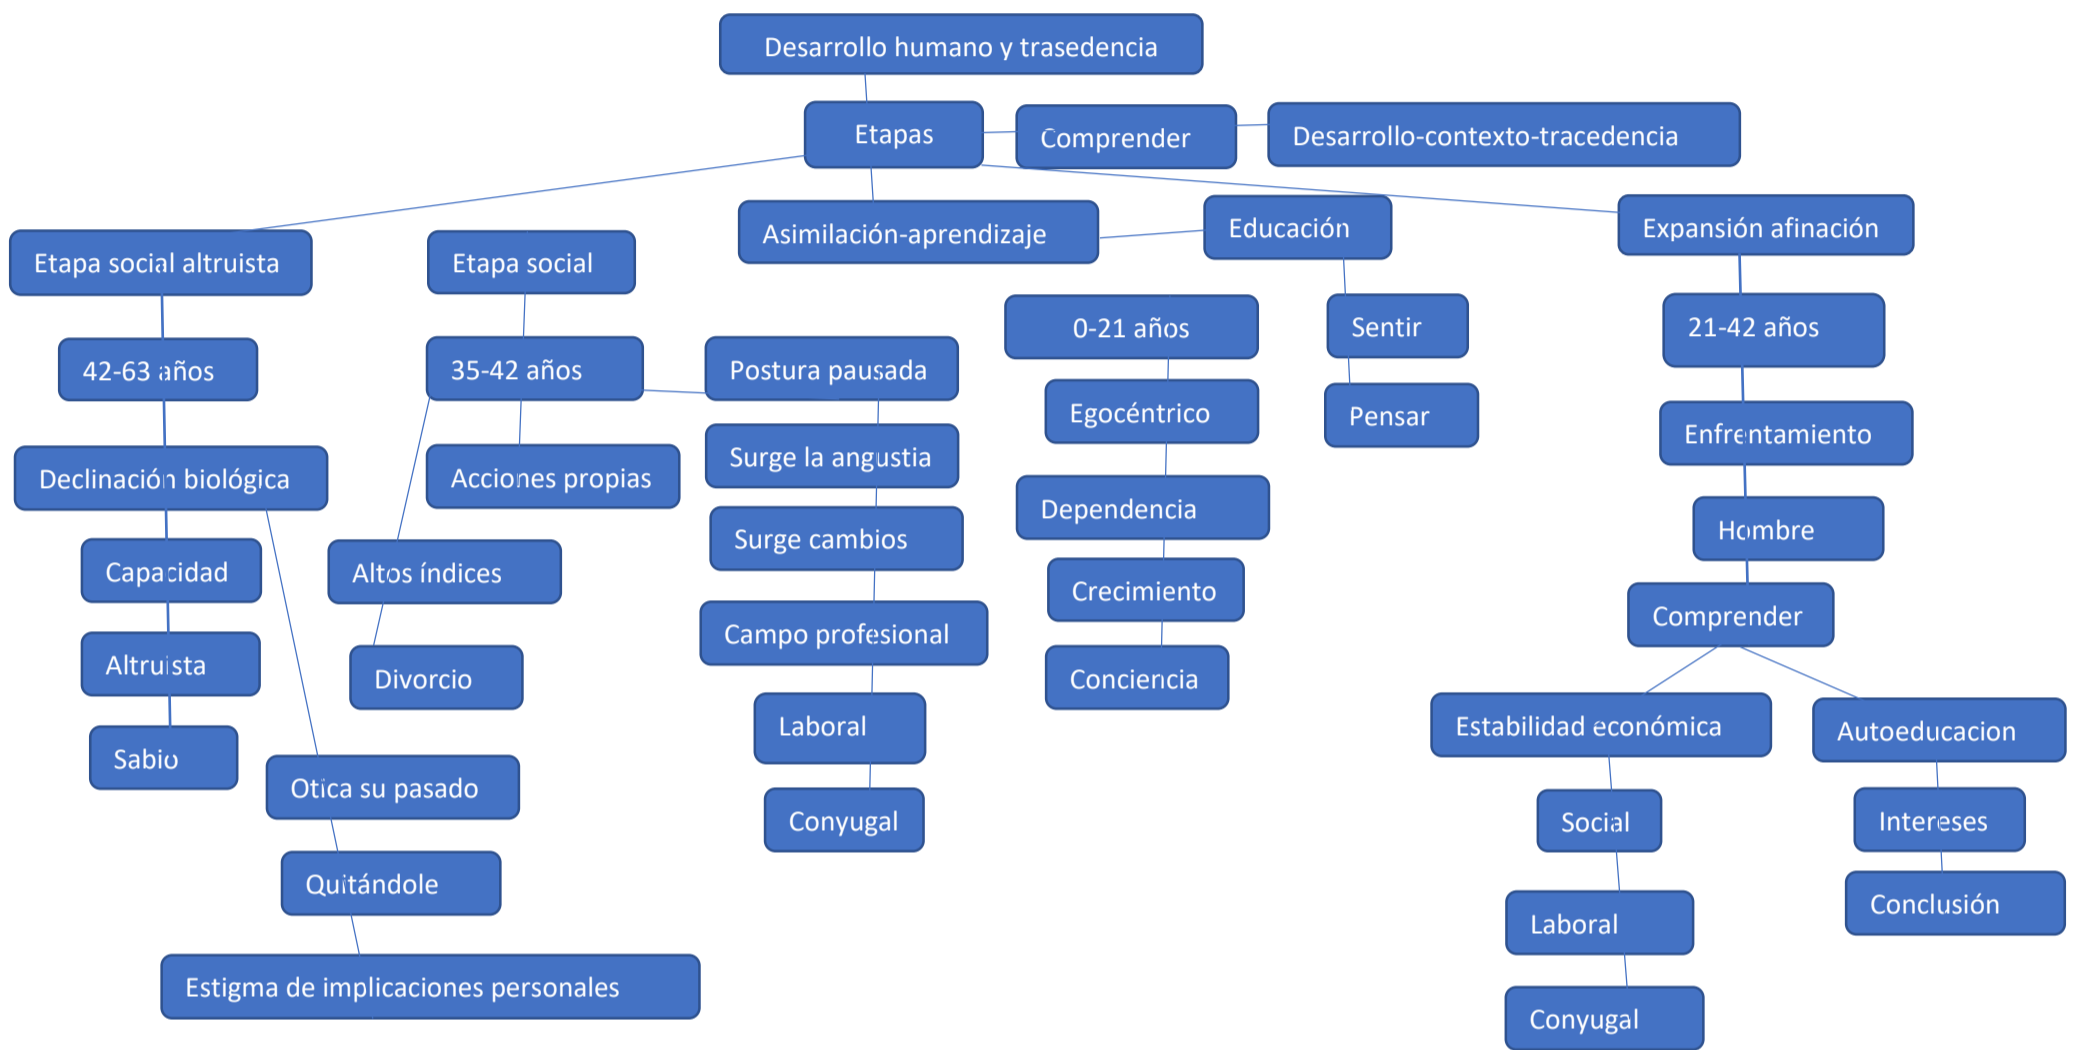 Desarrollo humano y trasedencia
Etapas
Comprender
Desarrollo-contexto-tracedencia
Asimilación-aprendizaje
Educación
Expansión afinación
Etapa social altruista
Etapa social
0-21 años
Sentir
21-42 años
42-63 años
35-42 años
Postura pausada
Egocéntrico
Pensar
Enfrentamiento
Declinación biológica
Acciones propias
Surge la angustia
Dependencia
Hombre
Capacidad
Altos índices
Surge cambios
Crecimiento
Comprender
Altruista
Divorcio
Campo profesional
Conciencia
Estabilidad económica
Autoeducacion
Sabio
Otica su pasado
Laboral
Social
Intereses
Quitándole
Conyugal
Laboral
Conclusión
Estigma de implicaciones personales
Conyugal